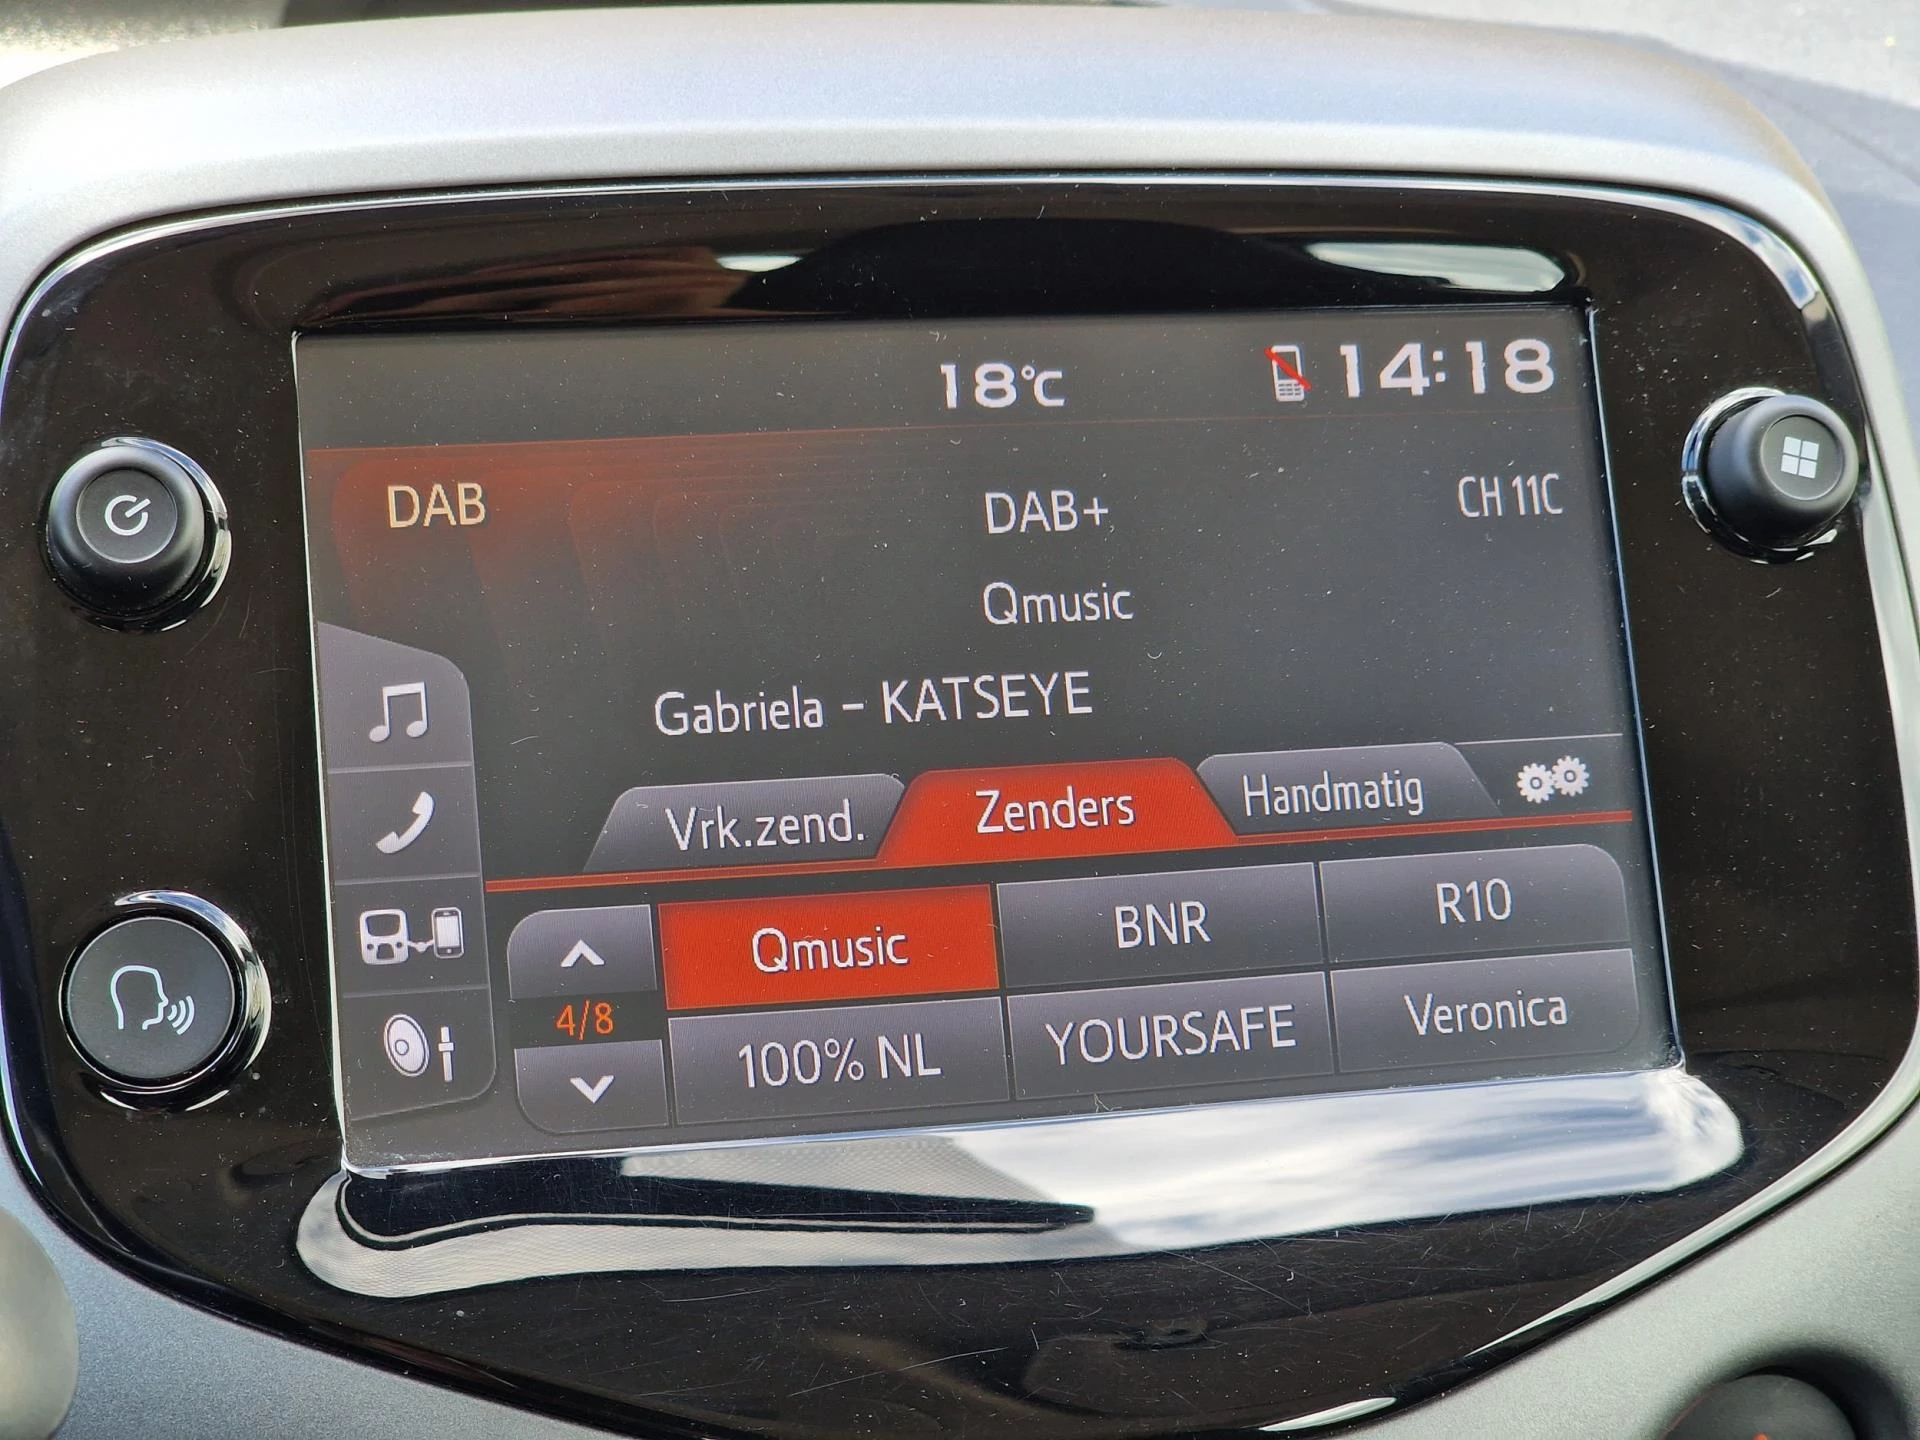 18°C 14:18
DAB DAB+ CH 11C
Qmusic
Gabriela - KATSEYE
Vrk.zend. Zenders Handmatig
Qmusic BNR R10
4/8
100% NL YOURSAFE Veronica